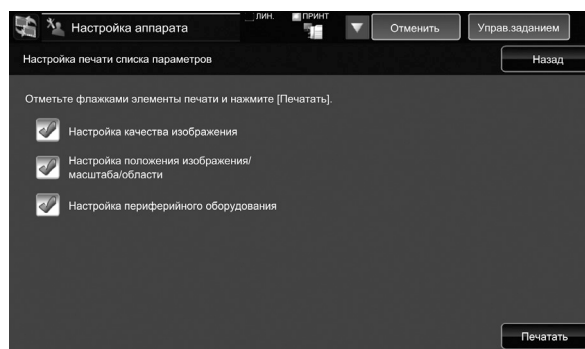 Настройка аппарата
ЛИН.
ПРИНТ
Отменить
Управ.заданием
Настройка печати списка параметров
Назад
Отметьте флажками элементы печати и нажмите [Печатать].
Настройка качества изображения
Настройка положения изображения/
масштаба/области
Настройка периферийного оборудования
Печатать